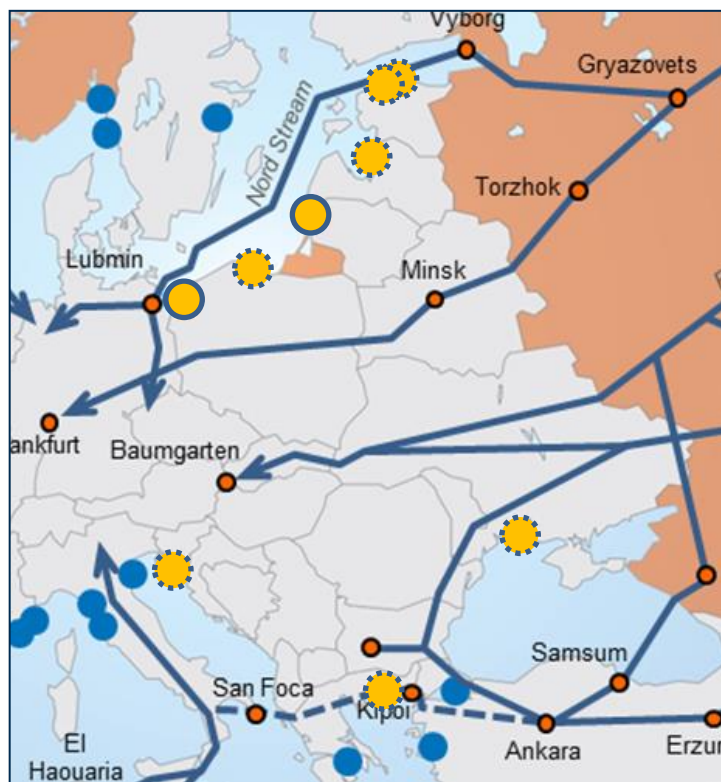 Vyborg
Gryazovets
Nord Stream
Torzhok
Lubmin
Minsk
ankfurt
Baumgarten
Samsum
San Foca
Kipoi
El
Haouaria
Ankara
Erzur